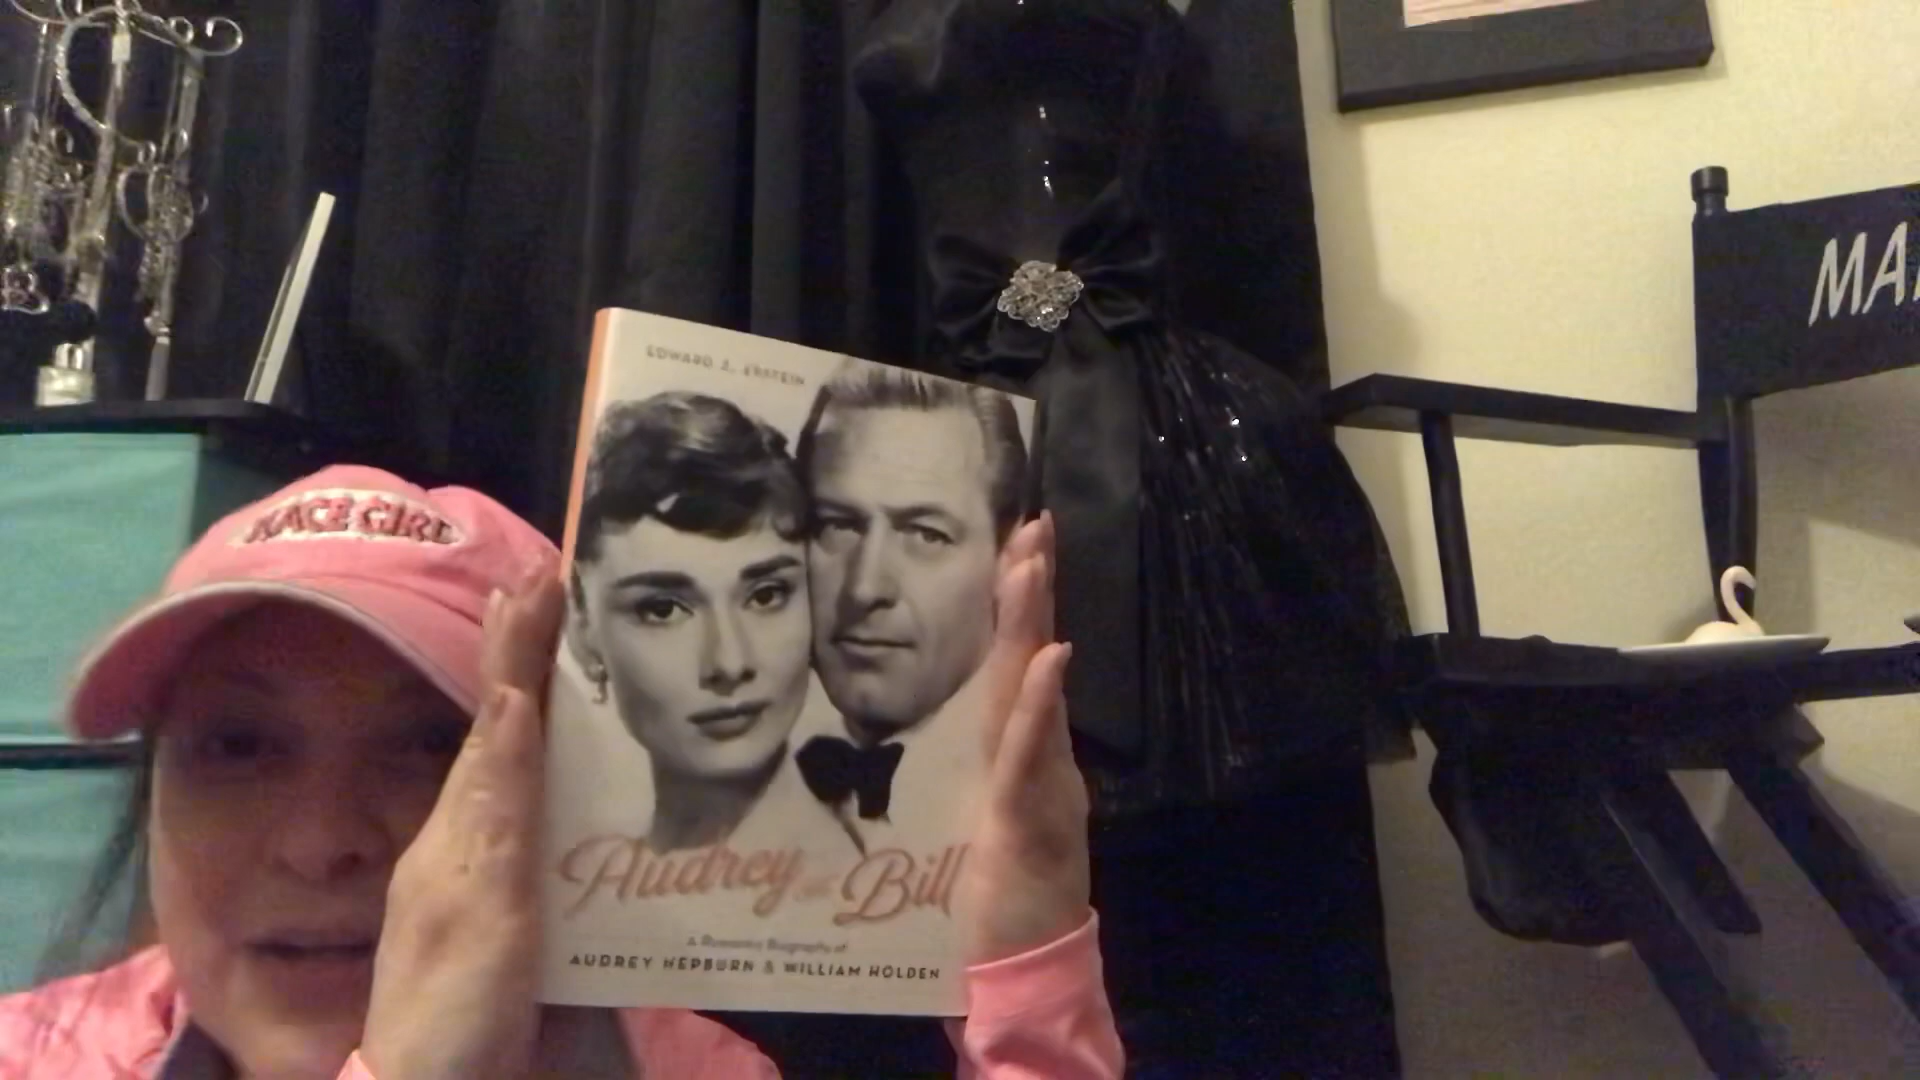 EDWARD Z. EPSTEIN
RACE GIRL
MA
Audrey and Bill
A Romantic Biography of
AUDREY HEPBURN & WILLIAM HOLDEN